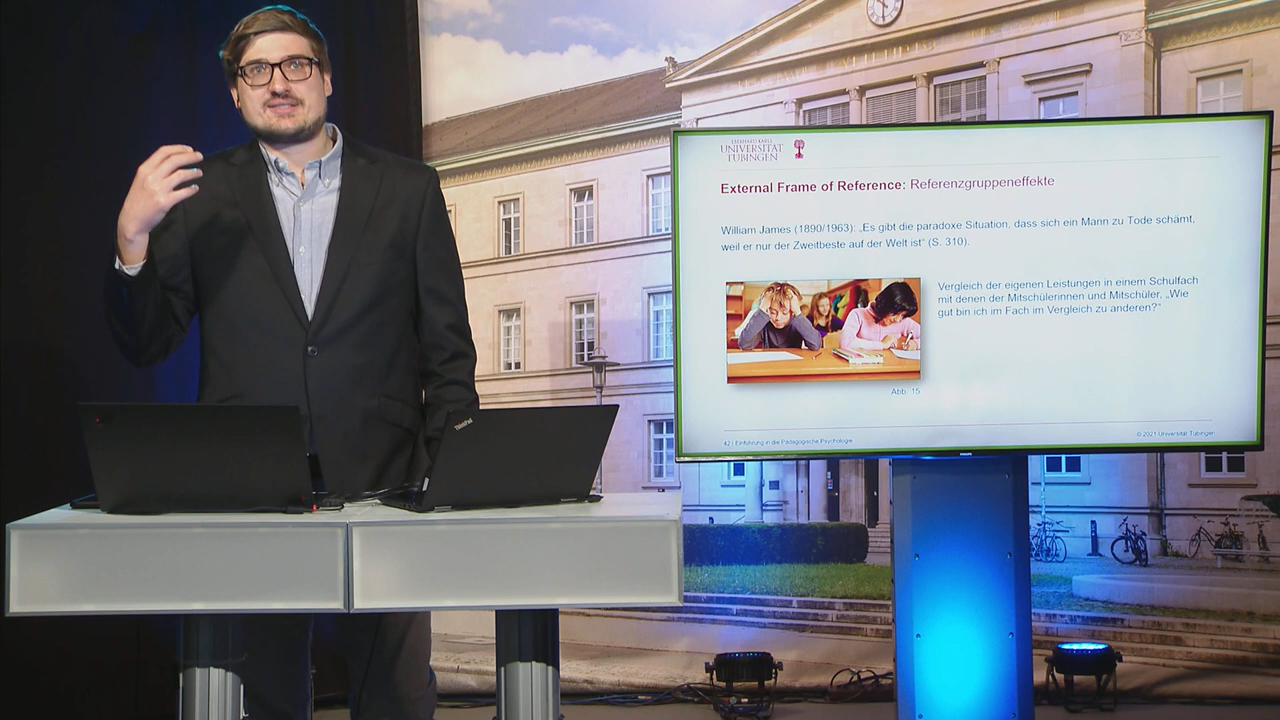 EBERHARD KARLS
UNIVERSITÄT
TÜBINGEN
External Frame of Reference: Referenzgruppeneffekte
William James (1890/1963): „Es gibt die paradoxe Situation, dass sich ein Mann zu Tode schämt,
weil er nur der Zweitbeste auf der Welt ist“ (S. 310).
Vergleich der eigenen Leistungen in einem Schulfach
mit denen der Mitschülerinnen und Mitschüler, „Wie
gut bin ich im Fach im Vergleich zu anderen?“
Abb. 15
42 | Einführung in die Pädagogische Psychologie
© 2021 Universität Tübingen
PHILIPS
ThinkPad